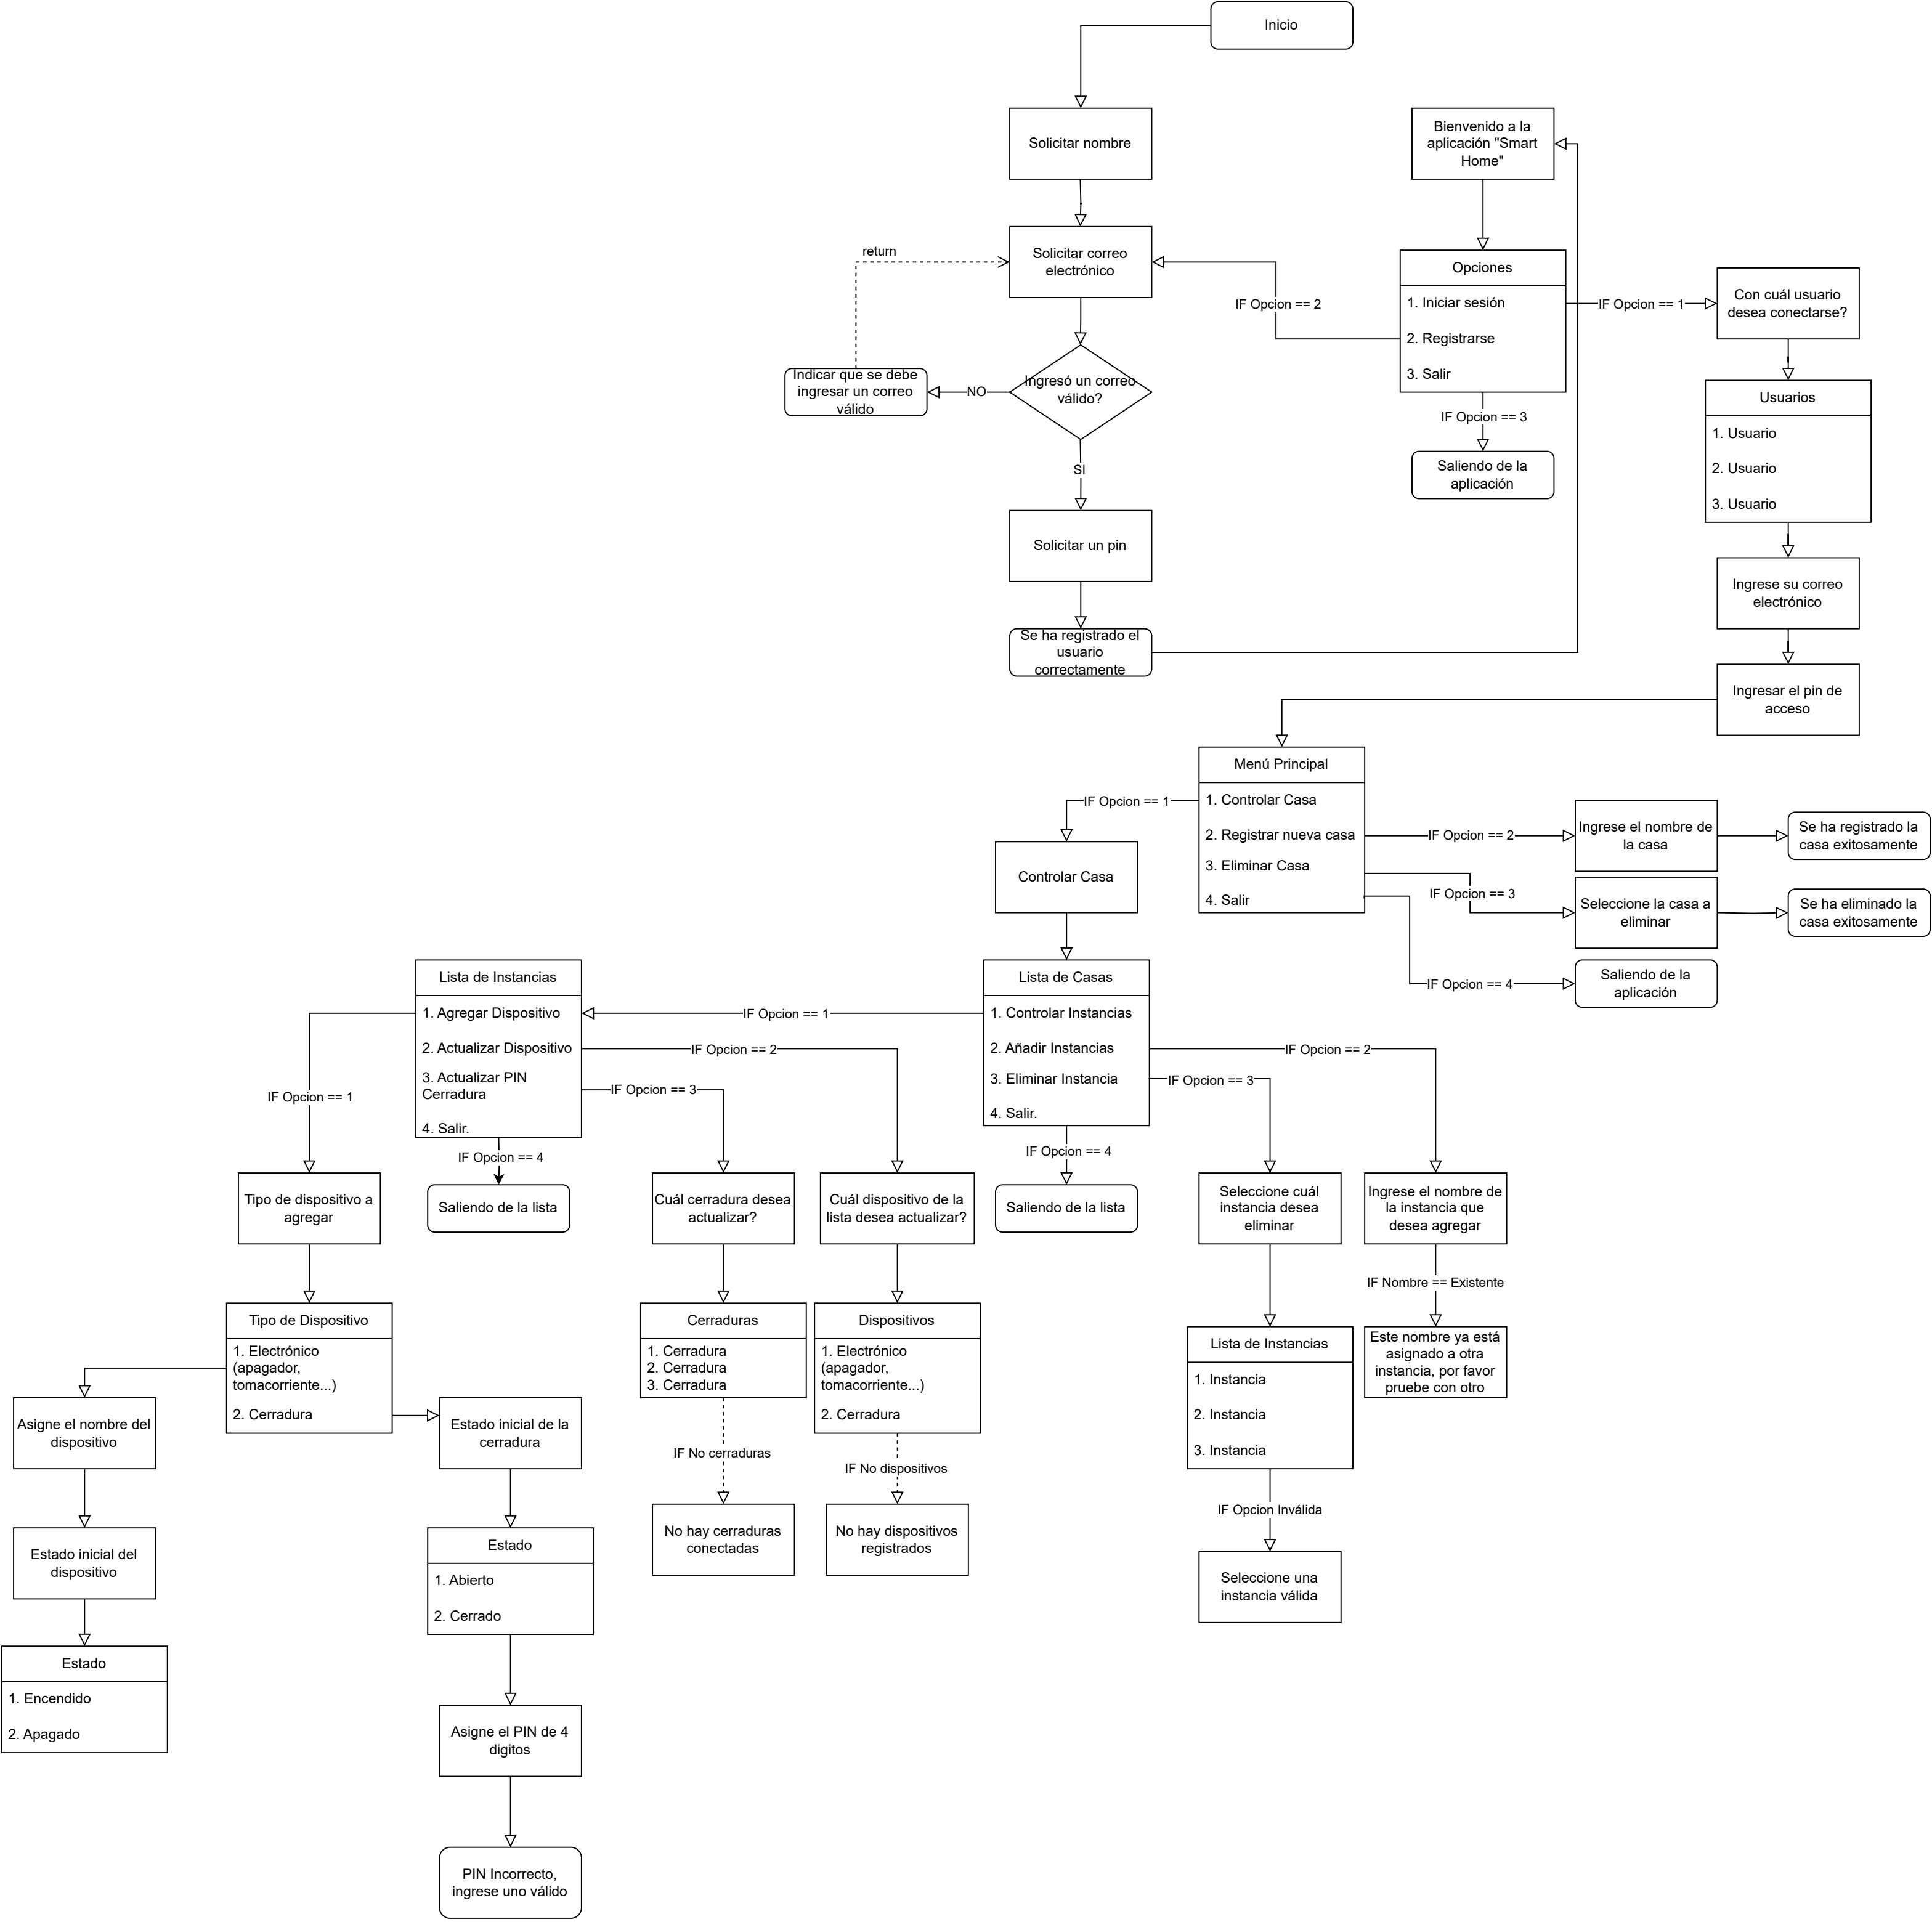 Inicio
Solicitar nombre
Bienvenido a la
aplicación "Smart
Home"
return
Solicitar correo
electrónico
IF Opcion == 2
Opciones
1. Iniciar sesión
2. Registrarse
3. Salir
IF Opcion == 1
Con cuál usuario
desea conectarse?
Indicar que se debe
ingresar un correo
válido
NO
Ingresó un correo
válido?
IF Opcion == 3
Saliendo de la
aplicación
Usuarios
1. Usuario
2. Usuario
3. Usuario
SI
Solicitar un pin
Ingrese su correo
electrónico
Se ha registrado el
usuario
correctamente
Ingresar el pin de
acceso
Menú Principal
1. Controlar Casa
2. Registrar nueva casa
3. Eliminar Casa
4. Salir
IF Opcion == 1
IF Opcion == 2
Ingrese el nombre de
la casa
Se ha registrado la
casa exitosamente
Controlar Casa
IF Opcion == 3
Seleccione la casa a
eliminar
Se ha eliminado la
casa exitosamente
IF Opcion == 4
Saliendo de la
aplicación
Lista de Instancias
1. Agregar Dispositivo
2. Actualizar Dispositivo
3. Actualizar PIN
Cerradura
4. Salir.
IF Opcion == 1
Lista de Casas
1. Controlar Instancias
2. Añadir Instancias
3. Eliminar Instancia
4. Salir.
IF Opcion == 2
IF Opcion == 2
IF Opcion == 3
IF Opcion == 3
IF Opcion == 1
IF Opcion == 4
IF Opcion == 4
Tipo de dispositivo a
agregar
Saliendo de la lista
Cuál cerradura desea
actualizar?
Cuál dispositivo de la
lista desea actualizar?
Saliendo de la lista
Seleccione cuál
instancia desea
eliminar
Ingrese el nombre de
la instancia que
desea agregar
IF Nombre == Existente
Tipo de Dispositivo
1. Electrónico
(apagador,
tomacorriente...)
2. Cerradura
Cerraduras
1. Cerradura
2. Cerradura
3. Cerradura
Dispositivos
1. Electrónico
(apagador,
tomacorriente...)
2. Cerradura
Lista de Instancias
1. Instancia
2. Instancia
3. Instancia
Este nombre ya está
asignado a otra
instancia, por favor
pruebe con otro
Asigne el nombre del
dispositivo
Estado inicial de la
cerradura
IF No cerraduras
IF No dispositivos
IF Opcion Inválida
Estado inicial del
dispositivo
Estado
1. Abierto
2. Cerrado
No hay cerraduras
conectadas
No hay dispositivos
registrados
Seleccione una
instancia válida
Estado
1. Encendido
2. Apagado
Asigne el PIN de 4
digitos
PIN Incorrecto,
ingrese uno válido